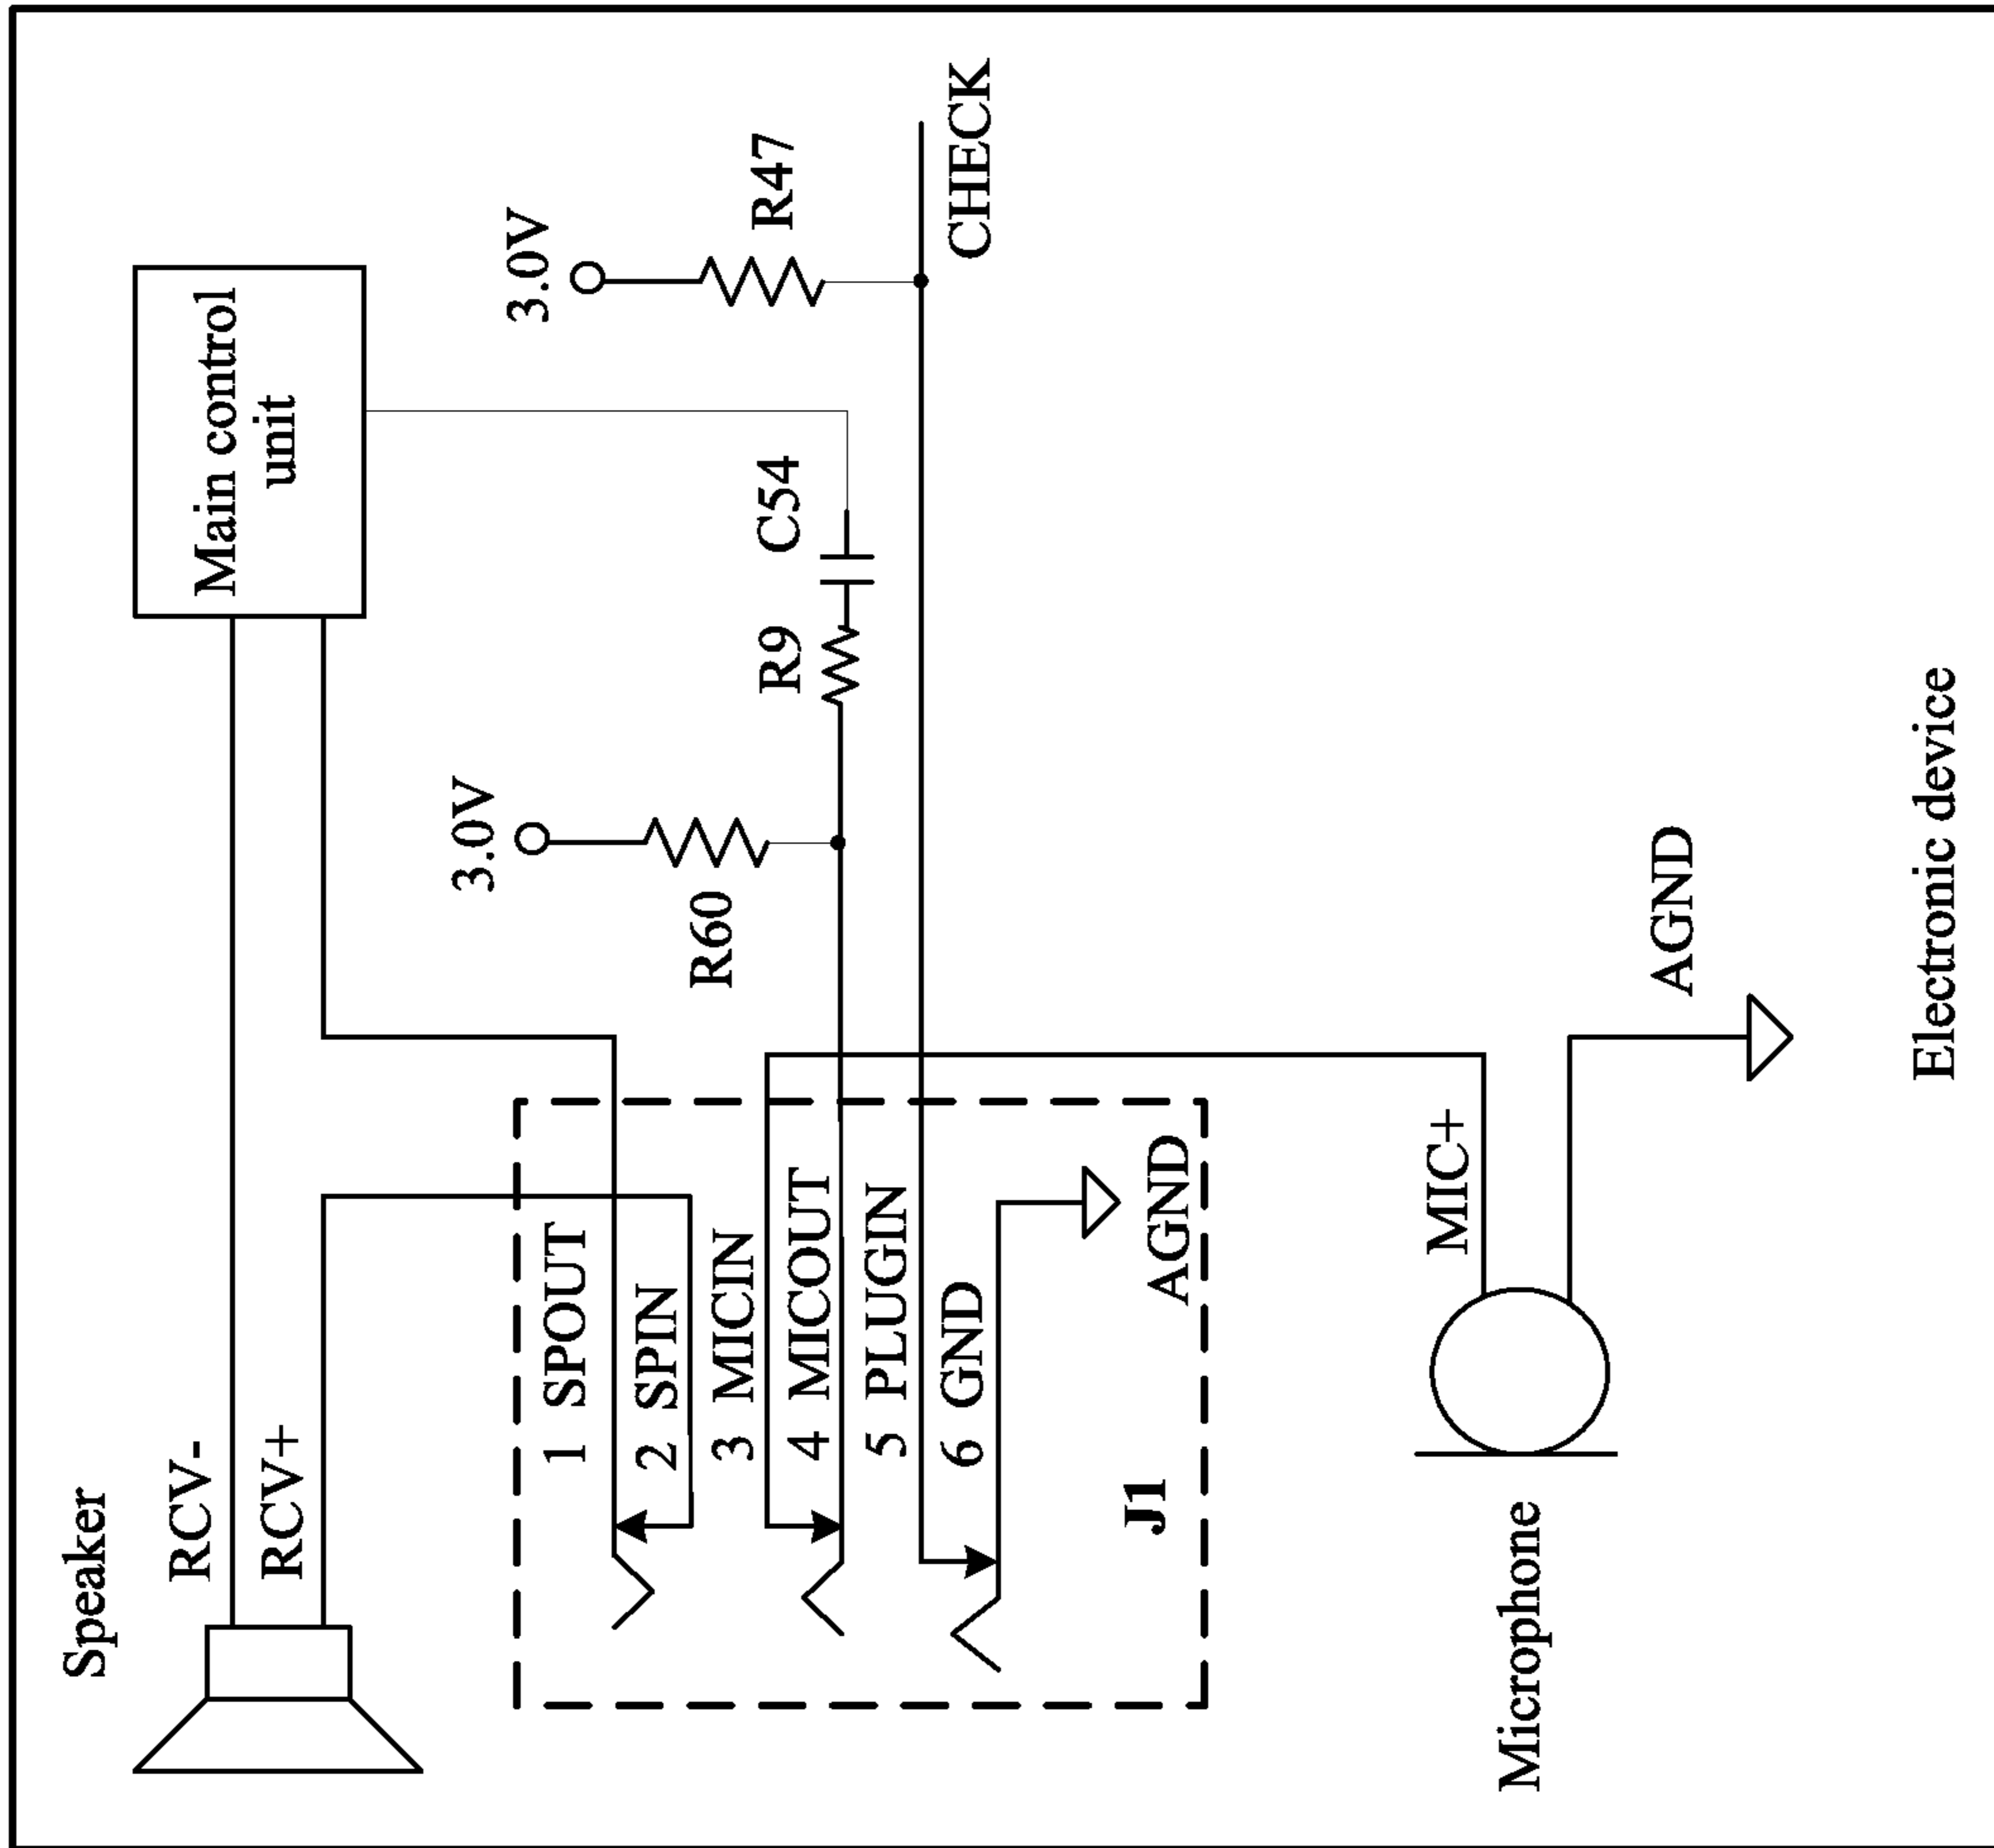 Speaker
RCV-
RCV+
Main control
unit
3.0V
R60
3.0V
R47
R9
C54
CHECK
1 SPOUT
2 SPIN
3 MICIN
4 MICOUT
5 PLUGIN
6 GND
AGND
J1
MIC+
Microphone
AGND
Electronic device